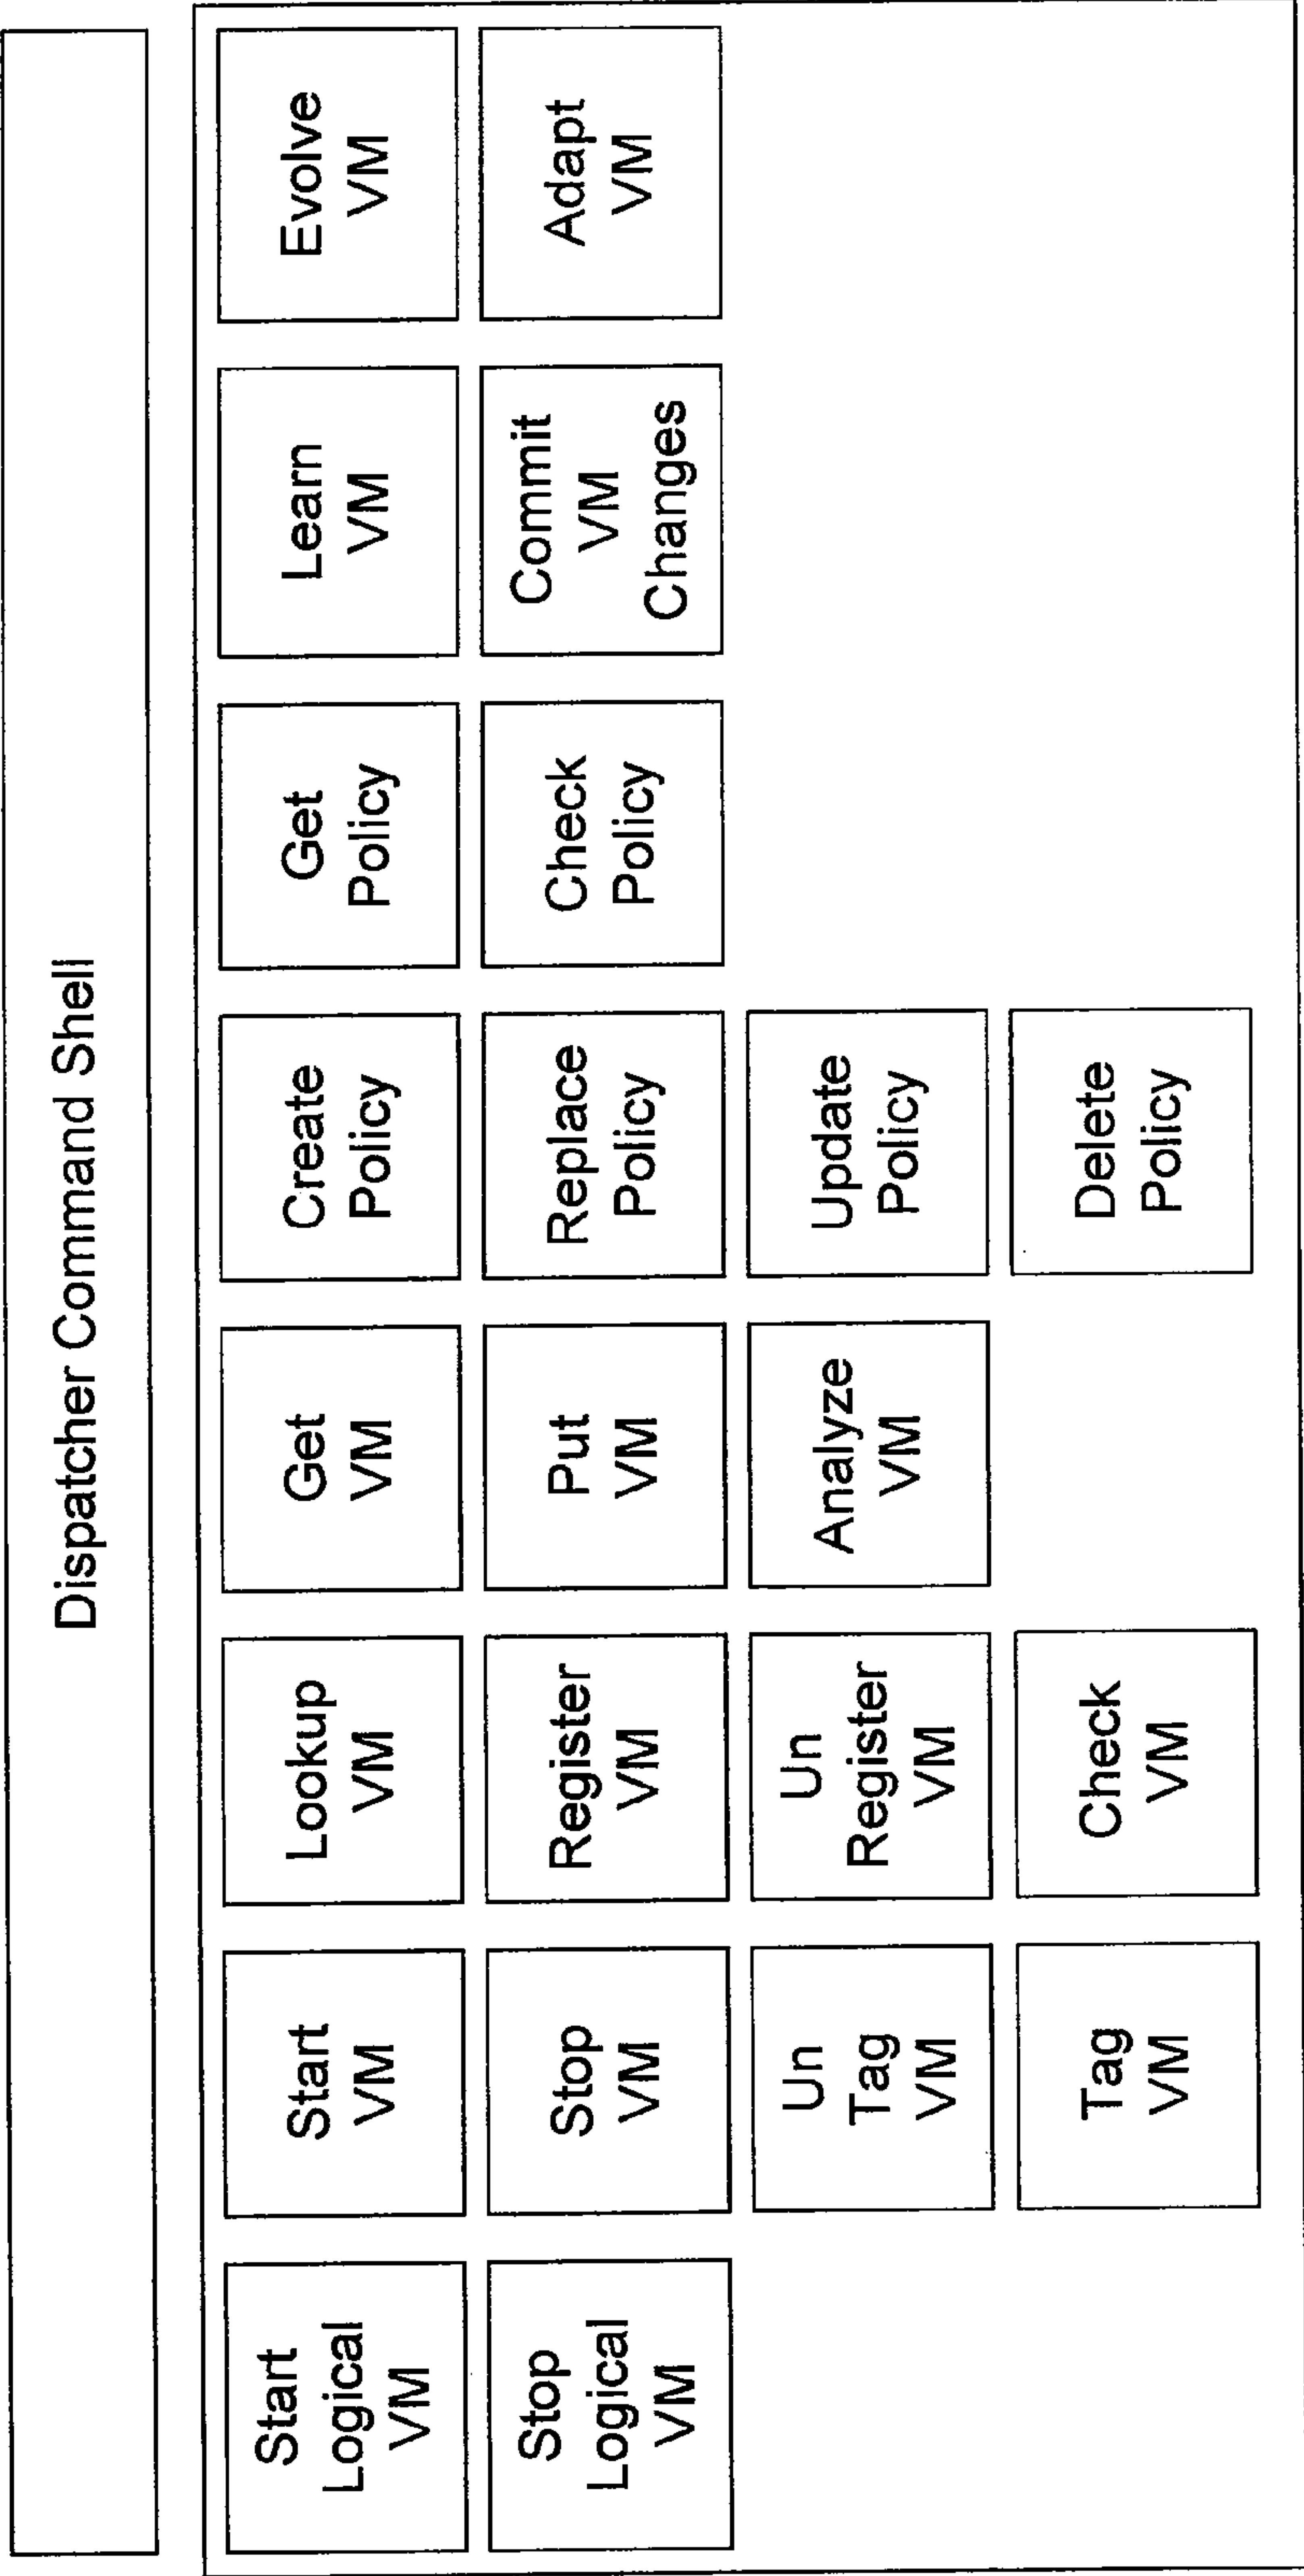 Dispatcher Command Shell
Start
Logical
VM
Start
VM
Lookup
VM
Get
VM
Create
Policy
Get
Policy
Learn
VM
Evolve
VM
Stop
Logical
VM
Stop
VM
Register
VM
Put
VM
Replace
Policy
Check
Policy
Commit
VM
Changes
Adapt
VM
Un
Tag
VM
Un
Register
VM
Analyze
VM
Update
Policy
Tag
VM
Check
VM
Delete
Policy